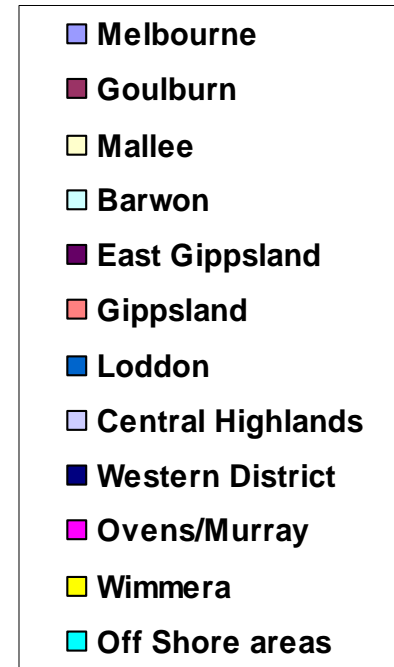 Melbourne
Goulburn
Mallee
Barwon
East Gippsland
Gippsland
Loddon
Central Highlands
Western District
Ovens/Murray
Wimmera
Off Shore areas